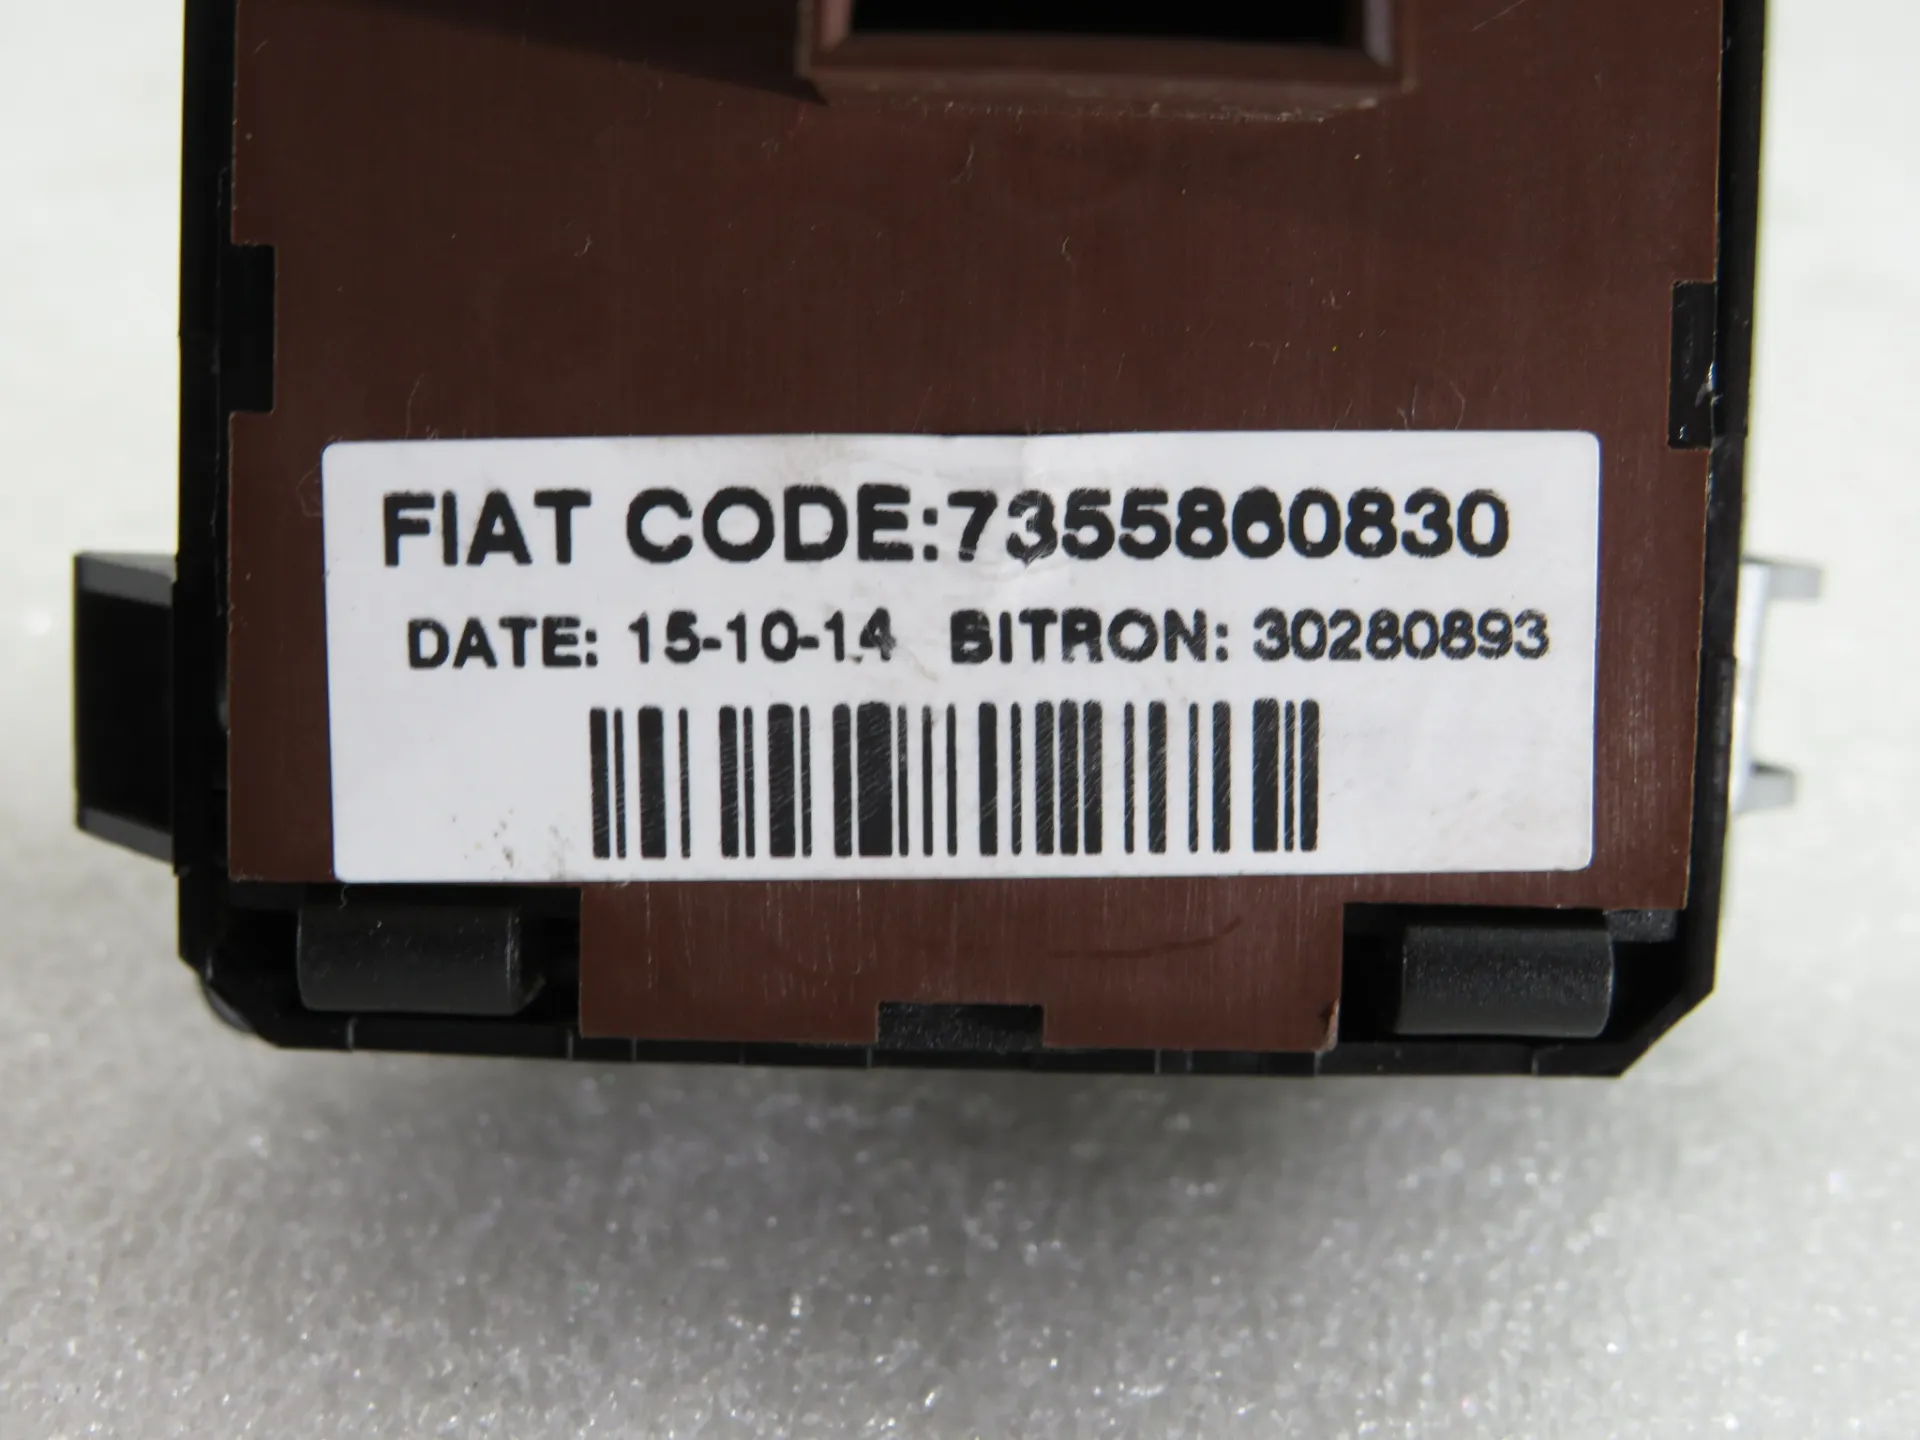 FIAT CODE:7355860830
DATE: 15-10-14 BITRON: 30280893